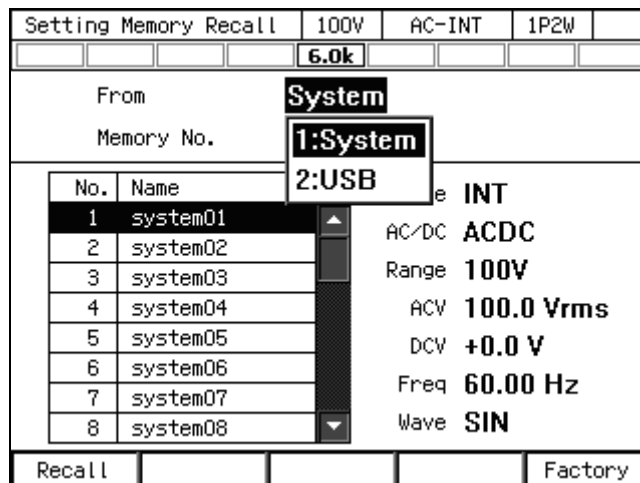 Setting Memory Recall 100V AC-INT 1P2W
6.0k
From System
Memory No.
1:System
2:USB
No. Name
1 system01
2 system02
3 system03
4 system04
5 system05
6 system06
7 system07
8 system08
e INT
AC/DC ACDC
Range 100V
ACV 100.0 Vrms
DCV +0.0 V
Freq 60.00 Hz
Wave SIN
Recall Factory